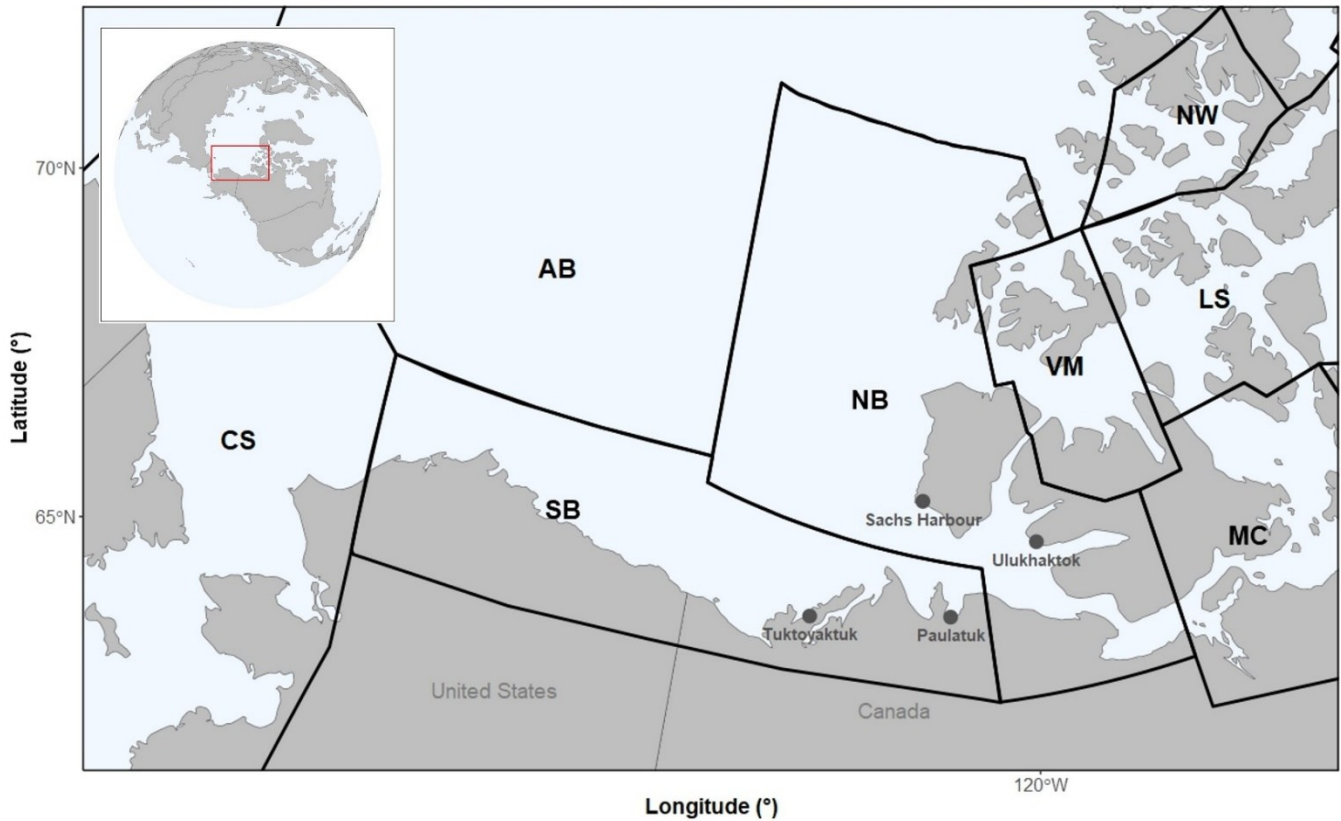 NW
70°N
AB
LS
VM
NB
CS
Latitude (°)
Sachs Harbour
SB
65°N
MC
Ulukhaktok
Tuktoyaktuk
Paulatuk
United States
Canada
120°W
Longitude (°)